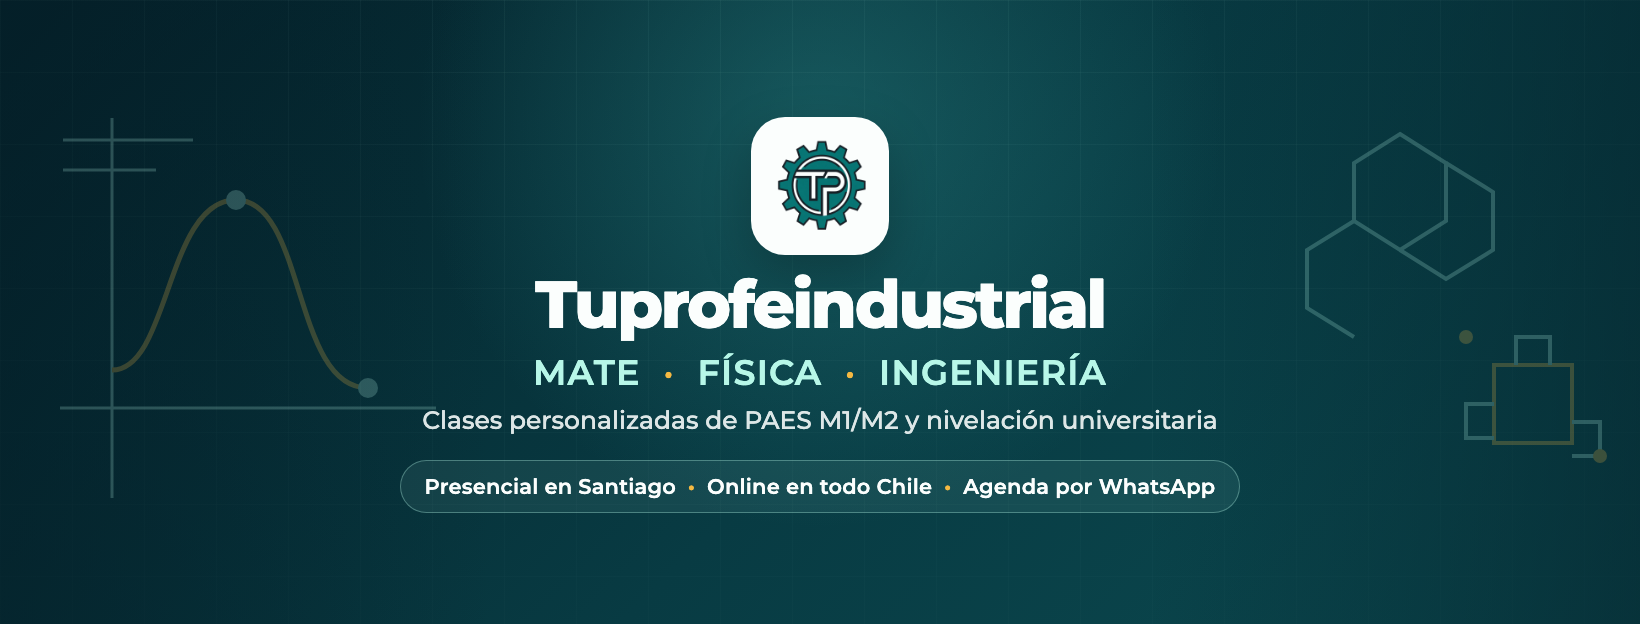 TP
Tuprofeindustrial
MATE · FÍSICA · INGENIERÍA
Clases personalizadas de PAES M1/M2 y nivelación universitaria
Presencial en Santiago · Online en todo Chile · Agenda por WhatsApp